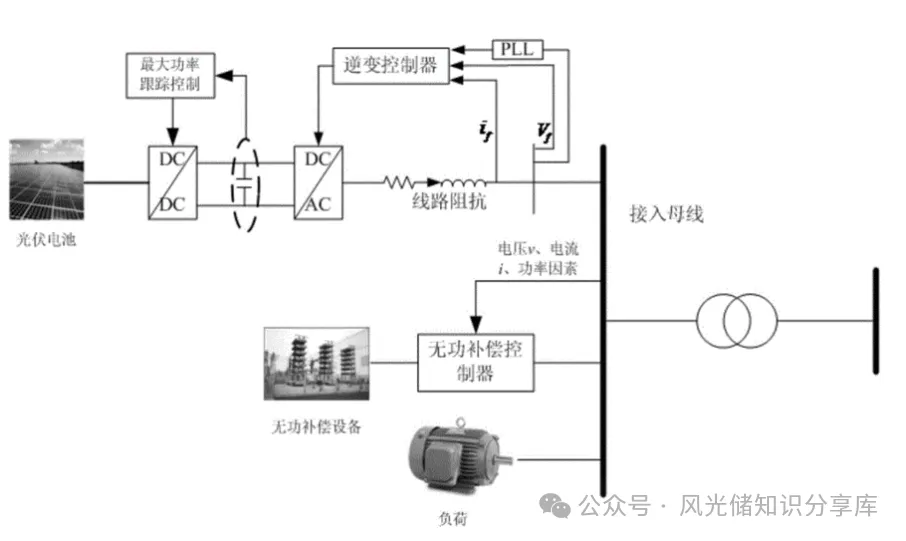 PLL
最大功率
跟踪控制
逆变控制器
i_f
V_f
DC
DC
DC
AC
线路阻抗
光伏电池
接入母线
电压v、电流
i、功率因素
无功补偿控
制器
无功补偿设备
负荷
公众号 · 风光储知识分享库